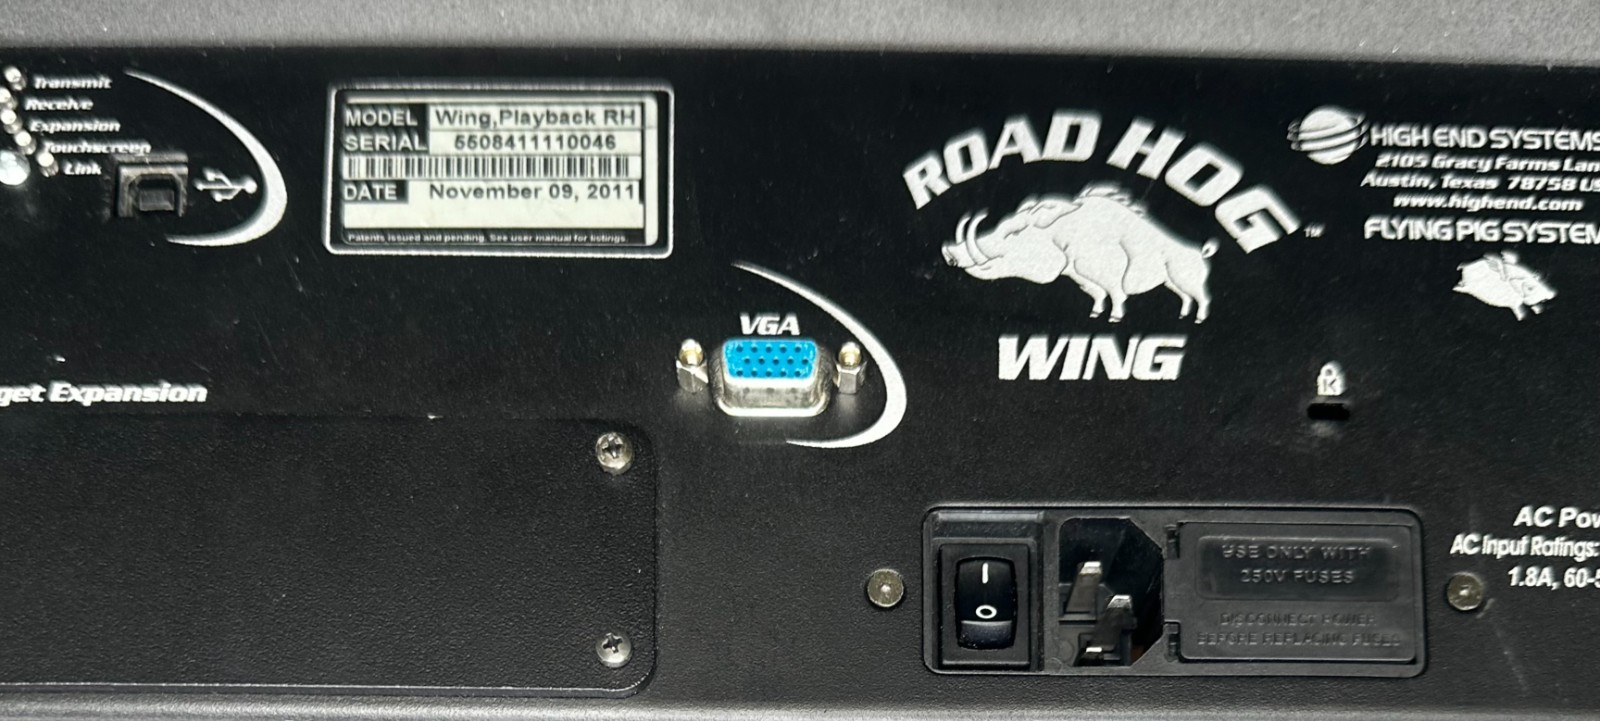 Transmit
Receive
Expansion
Touchscreen
Link
MODEL Wing,Playback RH
SERIAL 5508411110046
DATE November 09, 2011
Patents issued and pending. See user manual for listings.
ROAD HOG
TM
WING
HIGH END SYSTEMS
2105 Gracy Farms Lan
Austin, Texas 78758 US
www.highend.com
FLYING PIG SYSTEM
VGA
get Expansion
K
I
O
USE ONLY WITH
250V FUSES
DISCONNECT POWER
BEFORE REPLACING FUSES
AC Pow
AC Input Ratings:
1.8A, 60-5